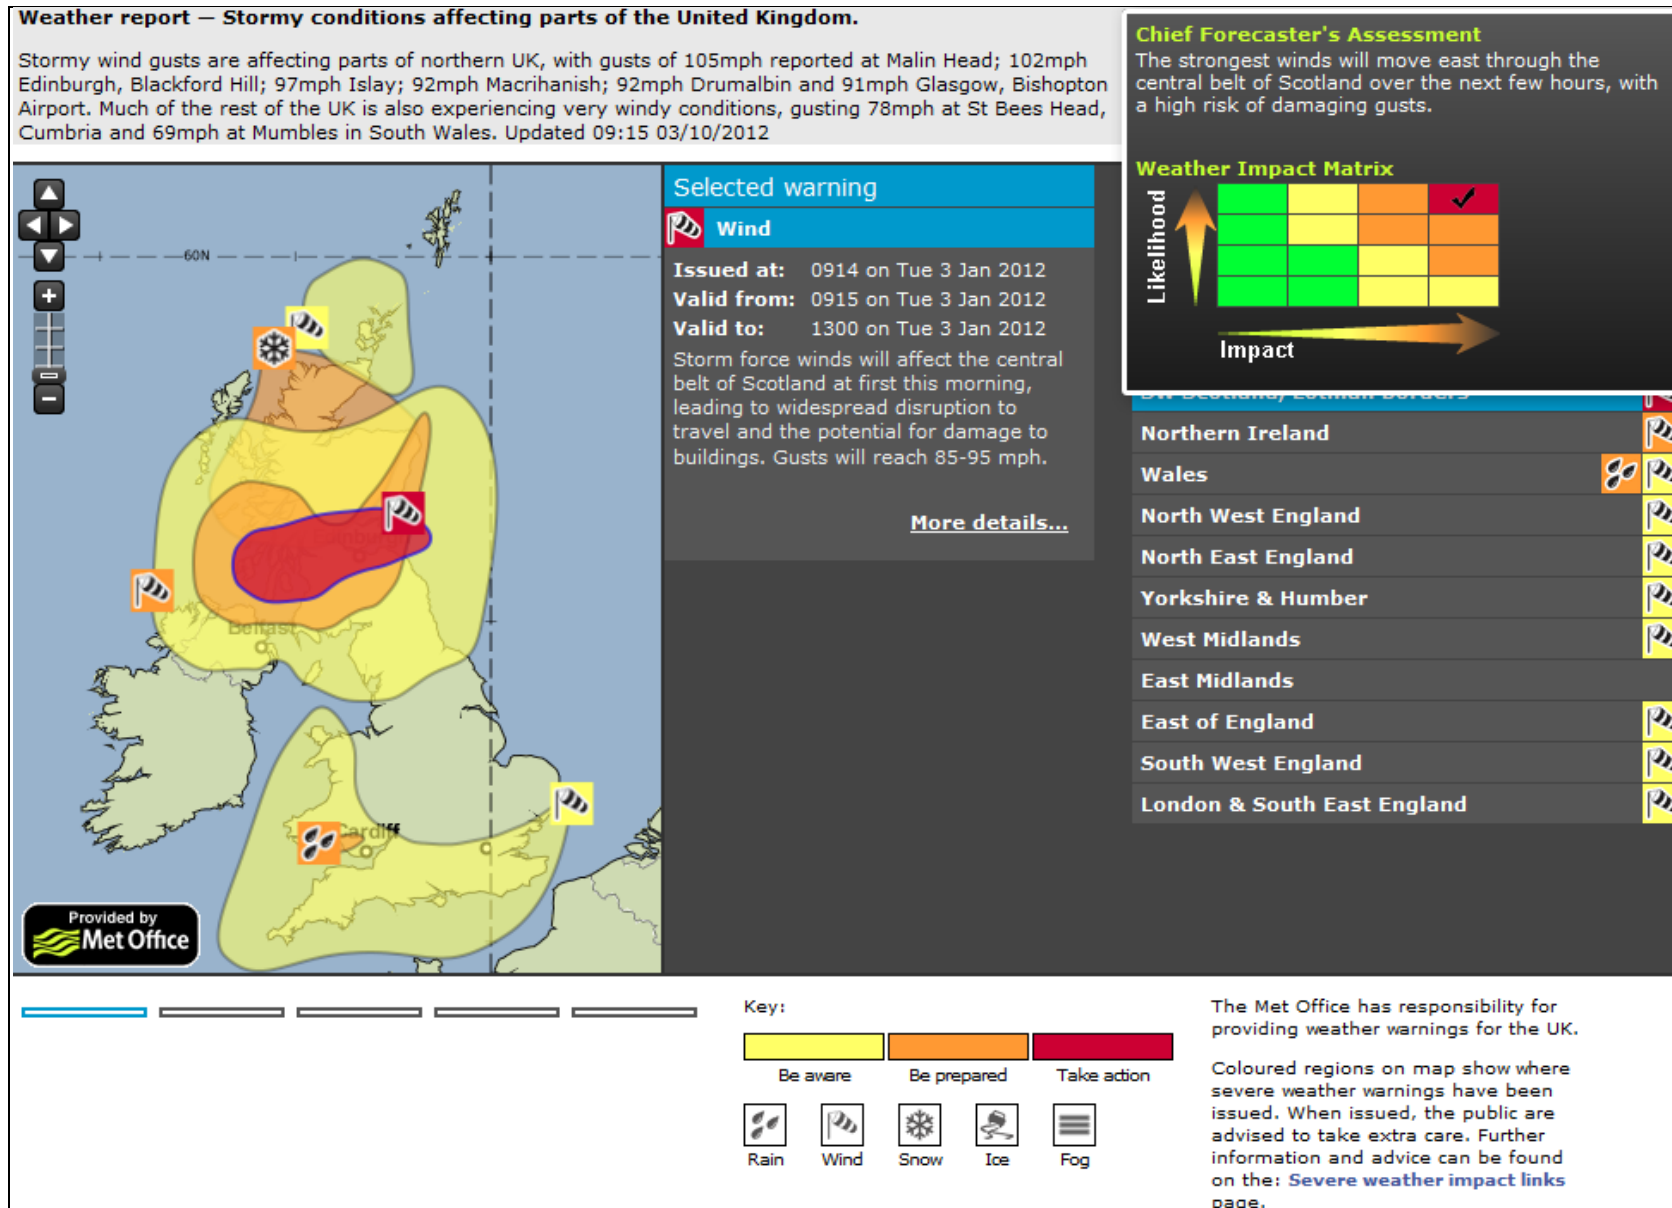 Weather report — Stormy conditions affecting parts of the United Kingdom.
Stormy wind gusts are affecting parts of northern UK, with gusts of 105mph reported at Malin Head; 102mph
Edinburgh, Blackford Hill; 97mph Islay; 92mph Macrihanish; 92mph Drumalbin and 91mph Glasgow, Bishopton
Airport. Much of the rest of the UK is also experiencing very windy conditions, gusting 78mph at St Bees Head,
Cumbria and 69mph at Mumbles in South Wales. Updated 09:15 03/10/2012
Chief Forecaster's Assessment
The strongest winds will move east through the
central belt of Scotland over the next few hours, with
a high risk of damaging gusts.
Weather Impact Matrix
Likelihood
Impact
60N
Edinburgh
Belfast
Cardiff
Provided by
Met Office
Selected warning
Wind
Issued at: 0914 on Tue 3 Jan 2012
Valid from: 0915 on Tue 3 Jan 2012
Valid to: 1300 on Tue 3 Jan 2012
Storm force winds will affect the central
belt of Scotland at first this morning,
leading to widespread disruption to
travel and the potential for damage to
buildings. Gusts will reach 85-95 mph.
More details...
SW Scotland, Lothian Borders
Northern Ireland
Wales
North West England
North East England
Yorkshire & Humber
West Midlands
East Midlands
East of England
South West England
London & South East England
Key:
Be aware
Be prepared
Take action
Rain
Wind
Snow
Ice
Fog
The Met Office has responsibility for
providing weather warnings for the UK.
Coloured regions on map show where
severe weather warnings have been
issued. When issued, the public are
advised to take extra care. Further
information and advice can be found
on the: Severe weather impact links
page.